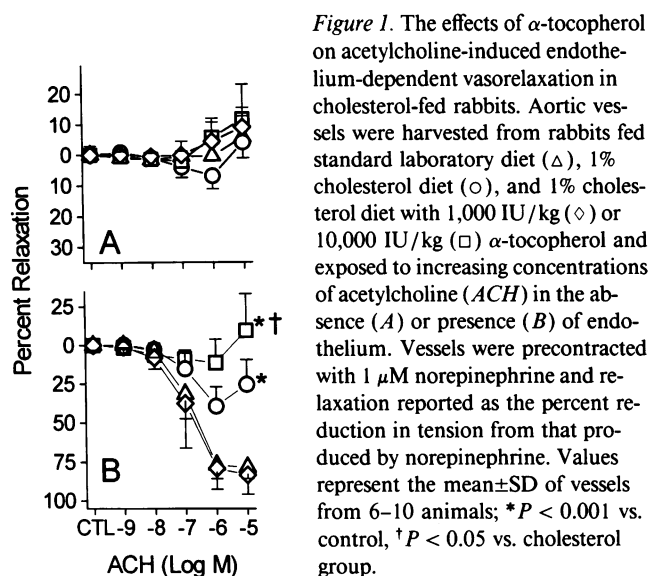 Figure 1. The effects of α-tocopherol
on acetylcholine-induced endothe-
lium-dependent vasorelaxation in
cholesterol-fed rabbits. Aortic ves-
sels were harvested from rabbits fed
standard laboratory diet (△), 1%
cholesterol diet (○), and 1% choles-
terol diet with 1,000 IU/kg (◇) or
10,000 IU/kg (□) α-tocopherol and
exposed to increasing concentrations
of acetylcholine (ACH) in the ab-
sence (A) or presence (B) of endo-
thelium. Vessels were precontracted
with 1 μM norepinephrine and re-
laxation reported as the percent re-
duction in tension from that pro-
duced by norepinephrine. Values
represent the mean±SD of vessels
from 6–10 animals; *P < 0.001 vs.
control, †P < 0.05 vs. cholesterol
group.
Percent Relaxation
20
10
0
10
20
30
A
25
0
25
50
75
100
B
*†
*
CTL -9 -8 -7 -6 -5
ACH (Log M)